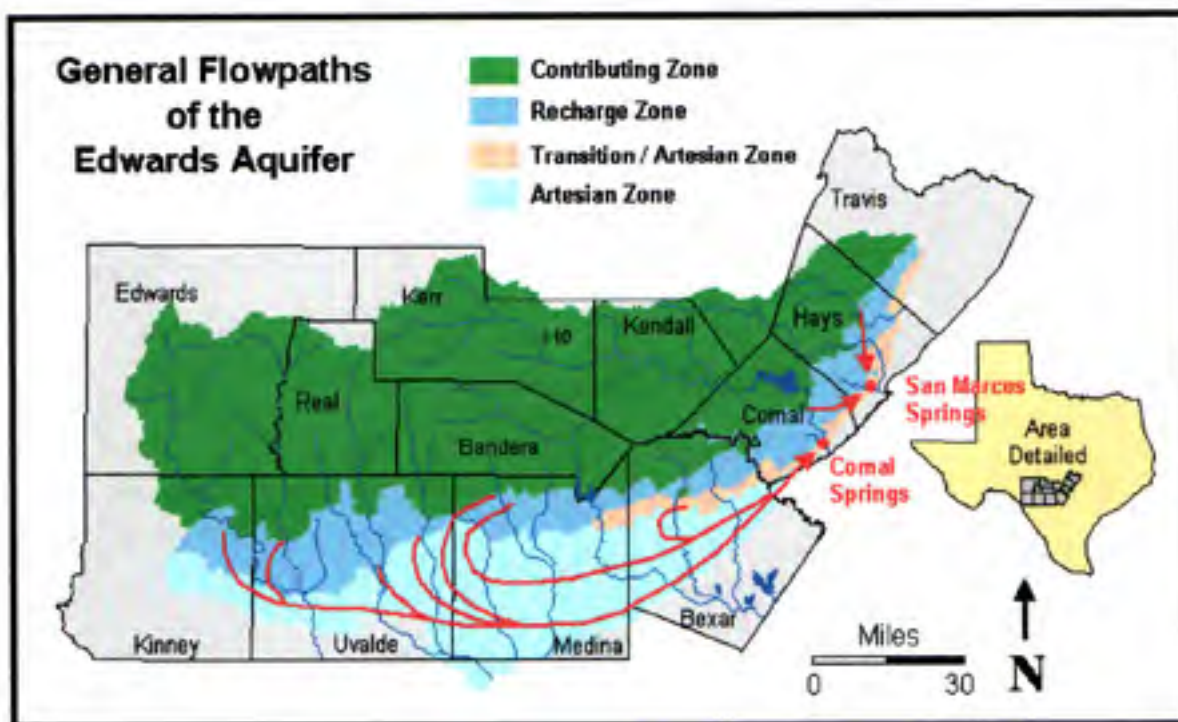 General Flowpaths
of the
Edwards Aquifer
Contributing Zone
Recharge Zone
Transition / Artesian Zone
Artesian Zone
Travis
Edwards
Kerr
Kendall
Hays
Real
Comal
Bandera
San Marcos
Springs
Comal
Springs
Area
Detailed
Kinney
Uvalde
Medina
Bexar
Miles
0
30
N